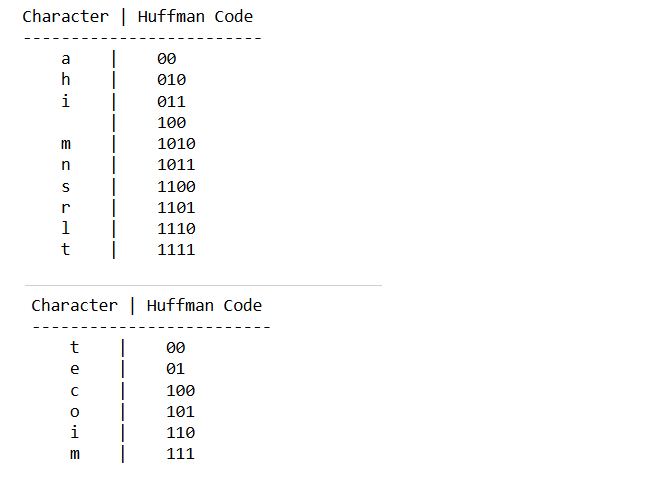 Character | Huffman Code
-------------------------
a | 00
h | 010
i | 011
| 100
m | 1010
n | 1011
s | 1100
r | 1101
l | 1110
t | 1111
Character | Huffman Code
-------------------------
t | 00
e | 01
c | 100
o | 101
i | 110
m | 111